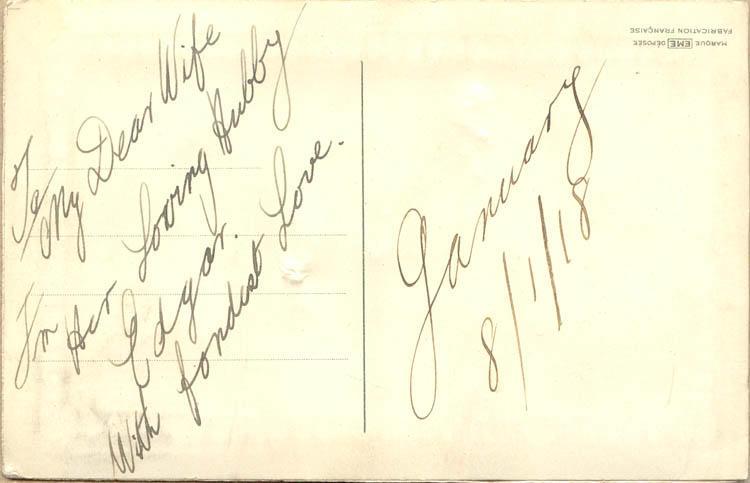 To
My Dear Wife
Fm Her Loving Hubby
Edgar.
With fondest Love.
January
8/1/18
MARQUE EME DÉPOSÉE
FABRICATION FRANÇAISE